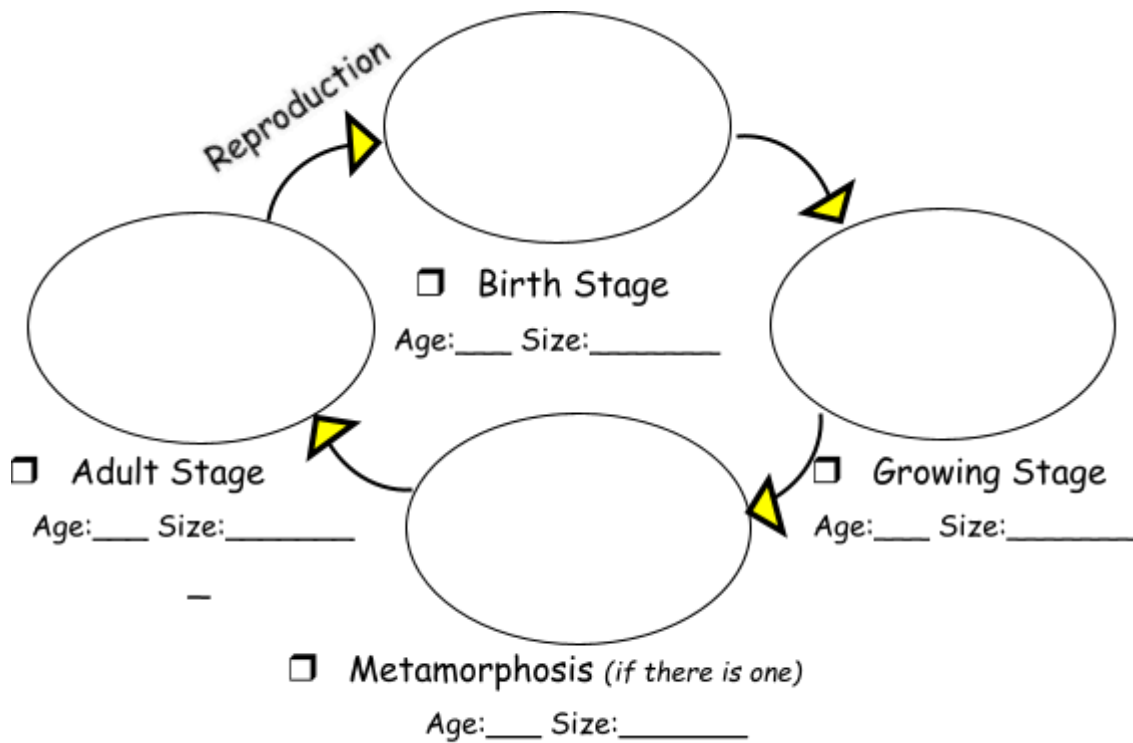 Reproduction
❒ Birth Stage
Age:___ Size:_______
❒ Adult Stage
Age:___ Size:_______
_
❒ Growing Stage
Age:___ Size:_______
❒ Metamorphosis (if there is one)
Age:___ Size:_______